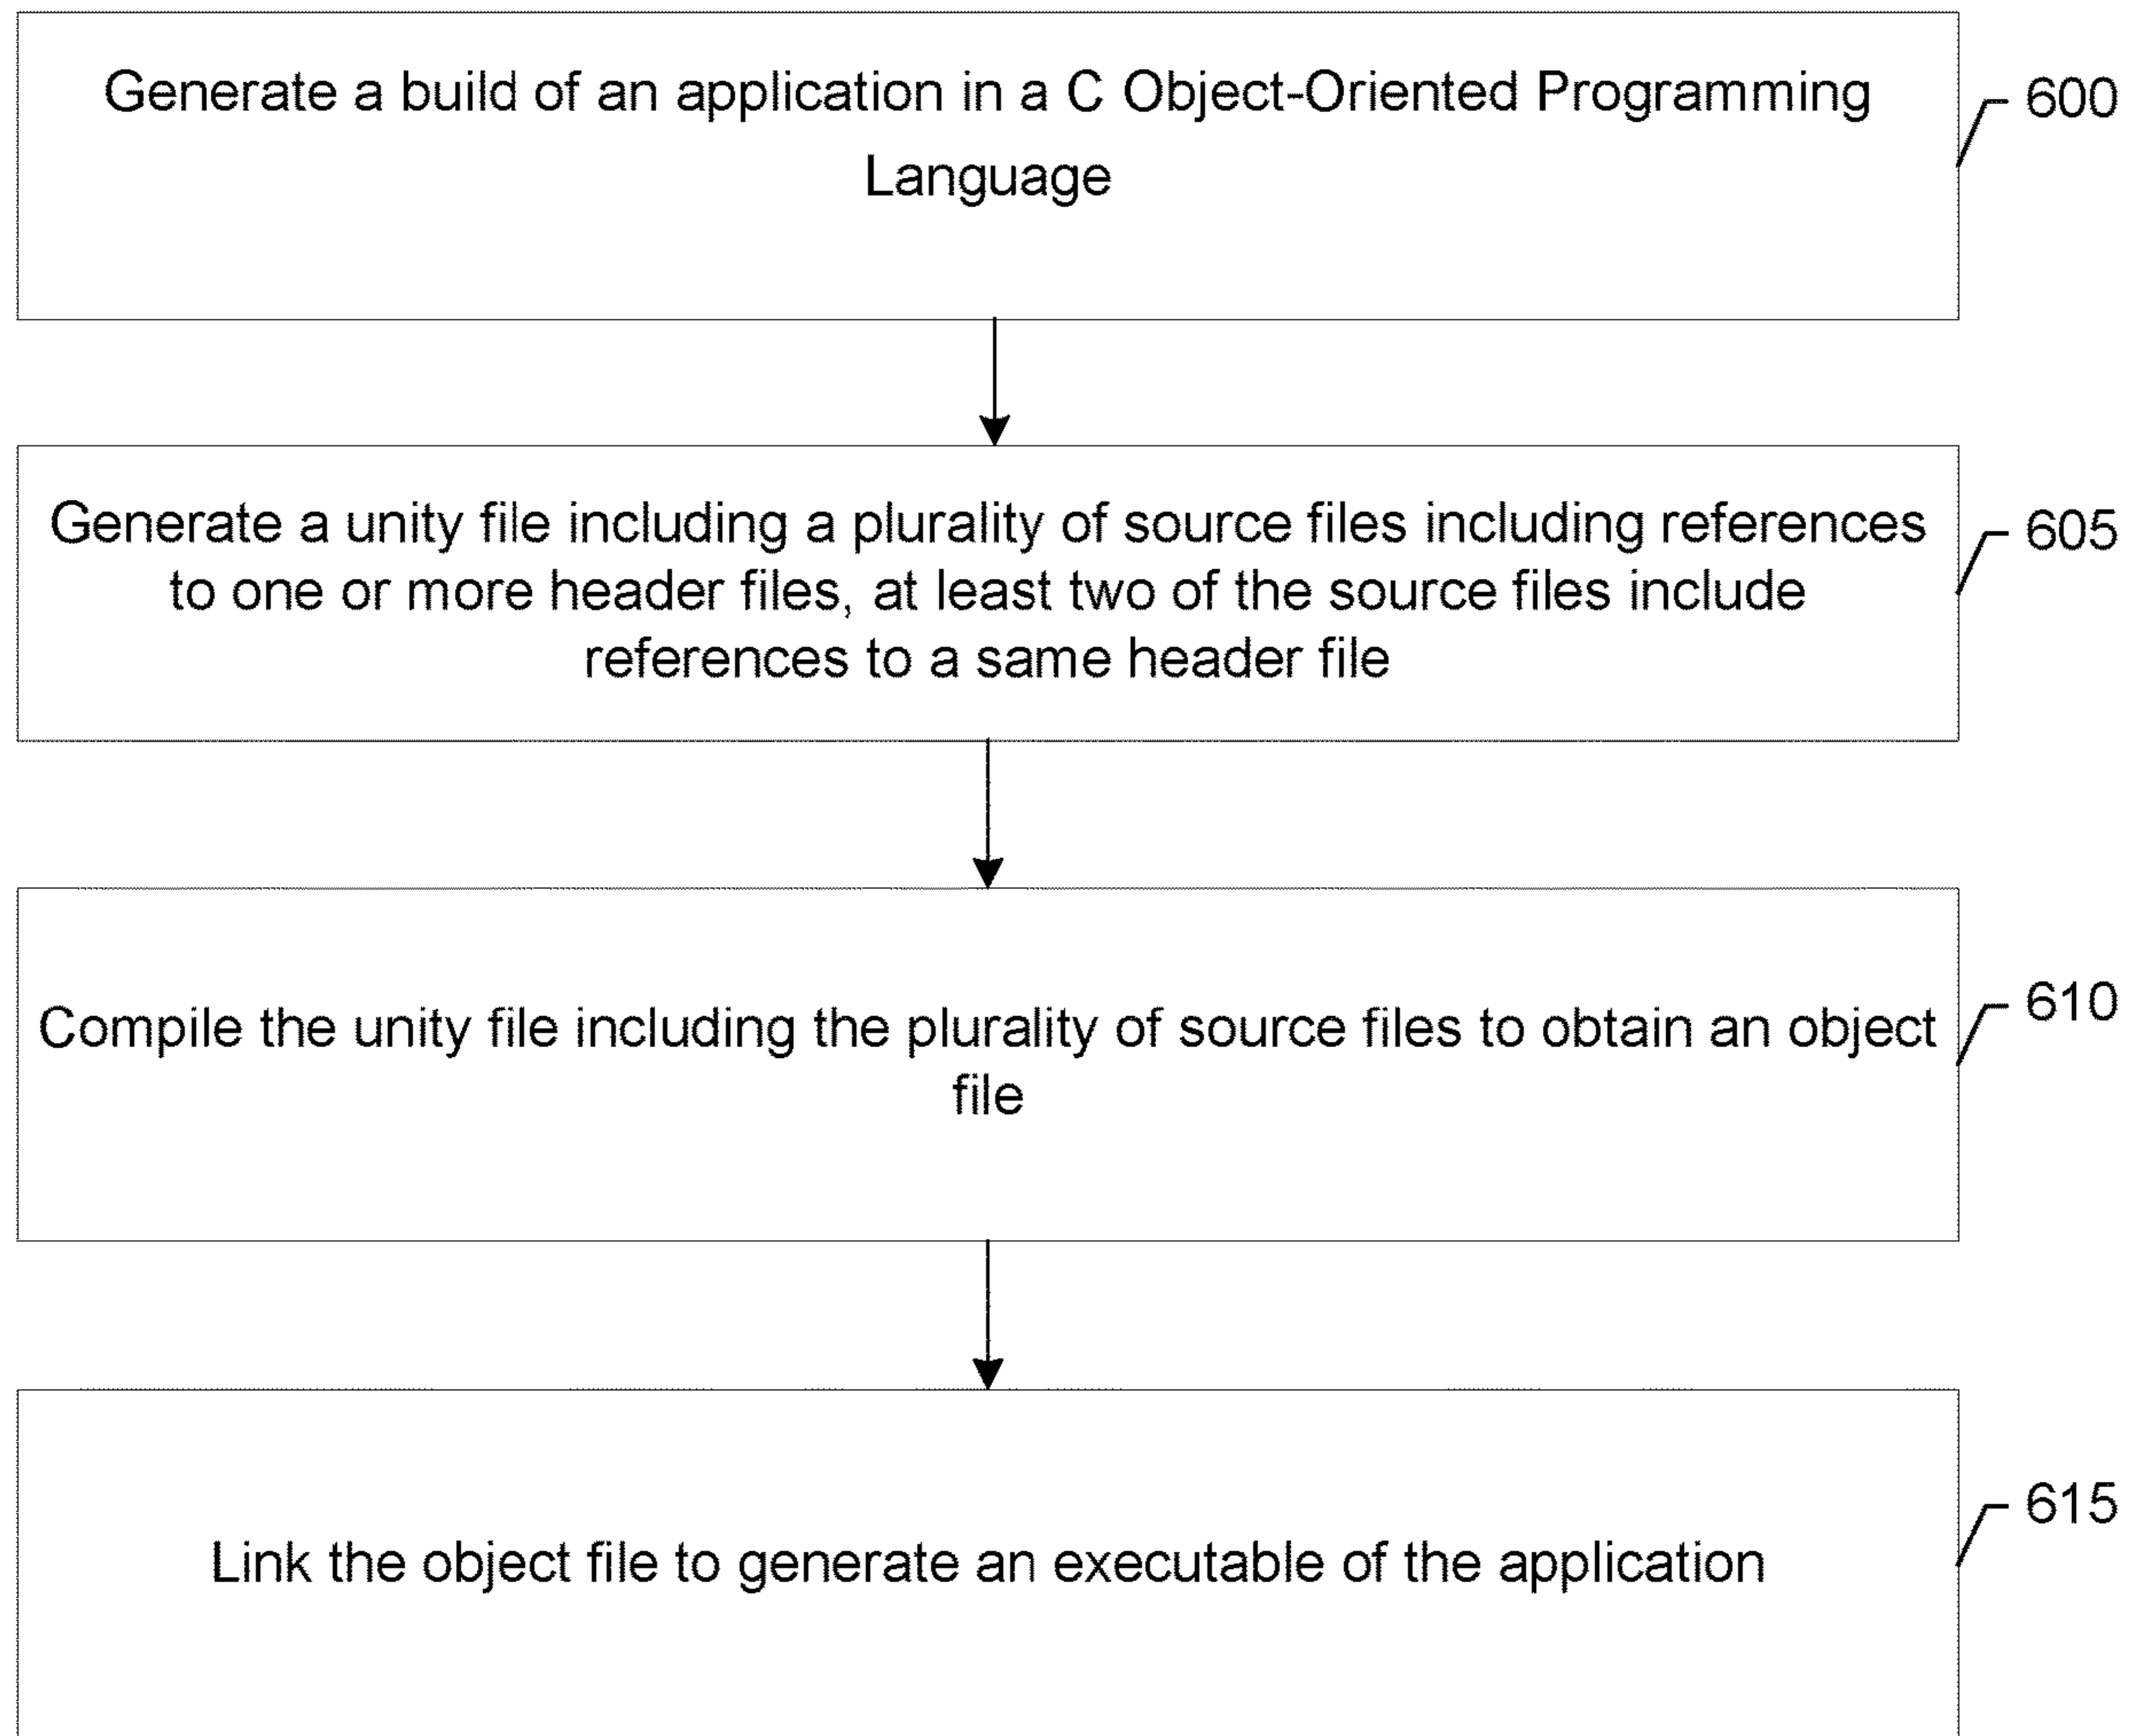 Generate a build of an application in a C Object-Oriented Programming
Language
600
Generate a unity file including a plurality of source files including references
to one or more header files, at least two of the source files include
references to a same header file
605
Compile the unity file including the plurality of source files to obtain an object
file
610
Link the object file to generate an executable of the application
615